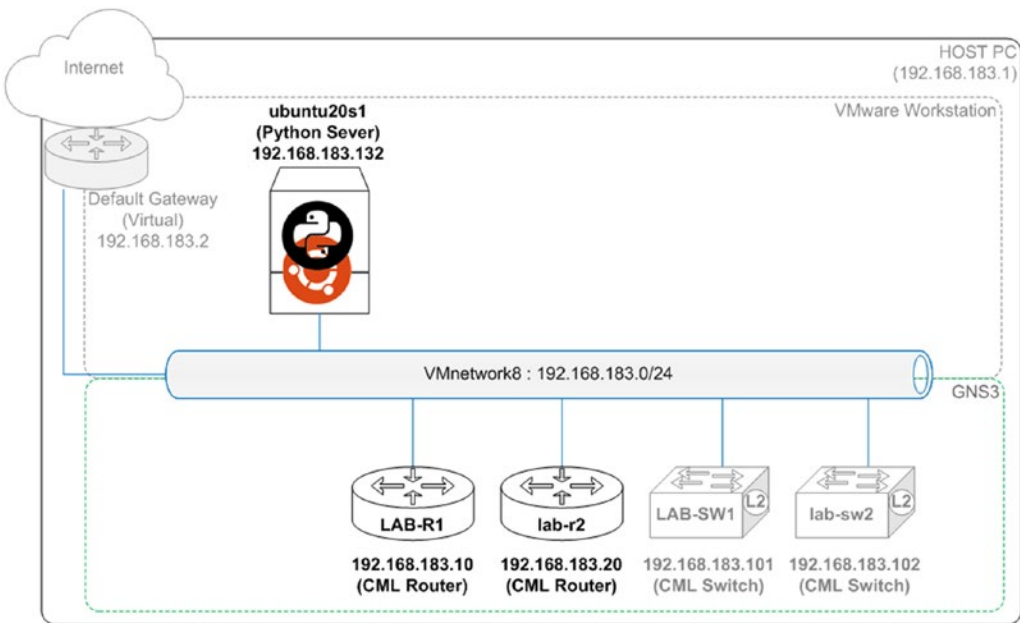 Internet
HOST PC
(192.168.183.1)
VMware Workstation
ubuntu20s1
(Python Sever)
192.168.183.132
Default Gateway
(Virtual)
192.168.183.2
VMnetwork8 : 192.168.183.0/24
GNS3
LAB-R1
lab-r2
LAB-SW1
L2
lab-sw2
L2
192.168.183.10
(CML Router)
192.168.183.20
(CML Router)
192.168.183.101
(CML Switch)
192.168.183.102
(CML Switch)